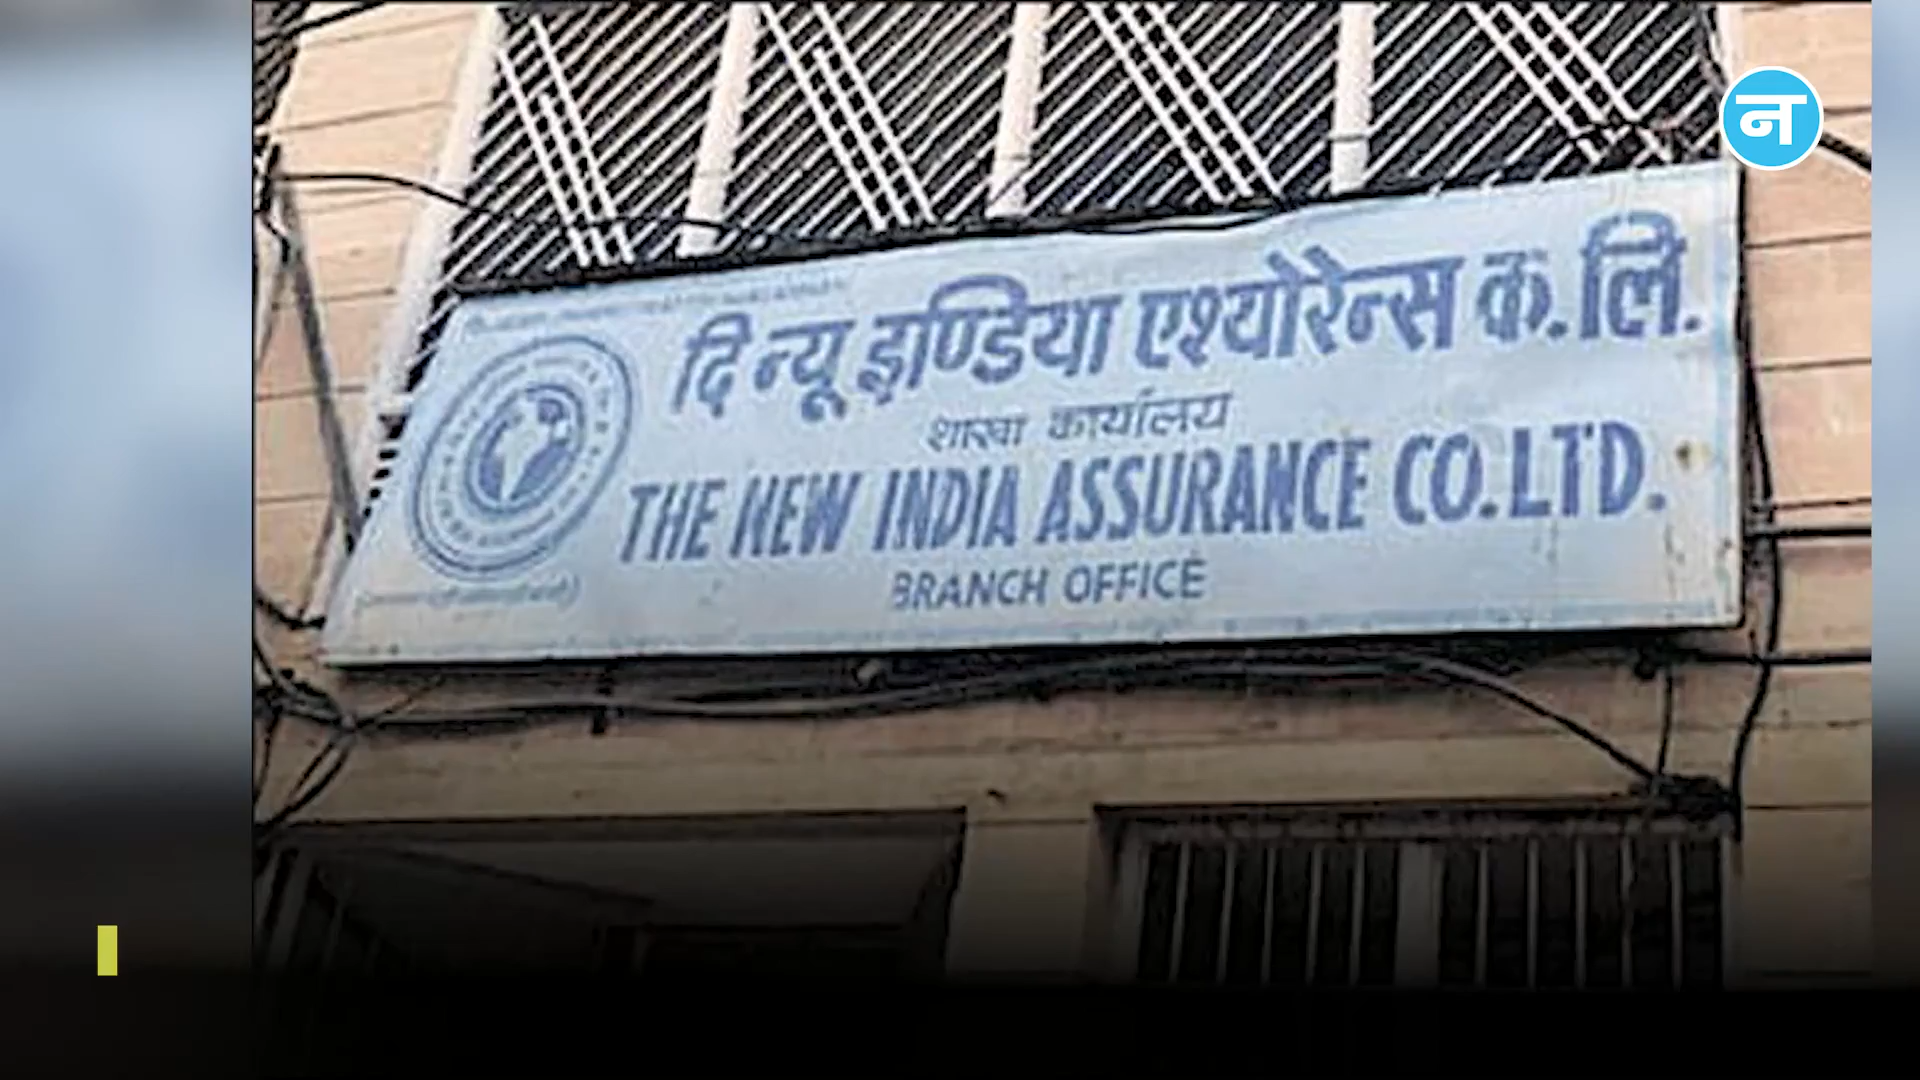 न
दि न्यू इण्डिया एश्योरेन्स कं.लि.
शाखा कार्यालय
THE NEW INDIA ASSURANCE CO.LTD.
BRANCH OFFICE